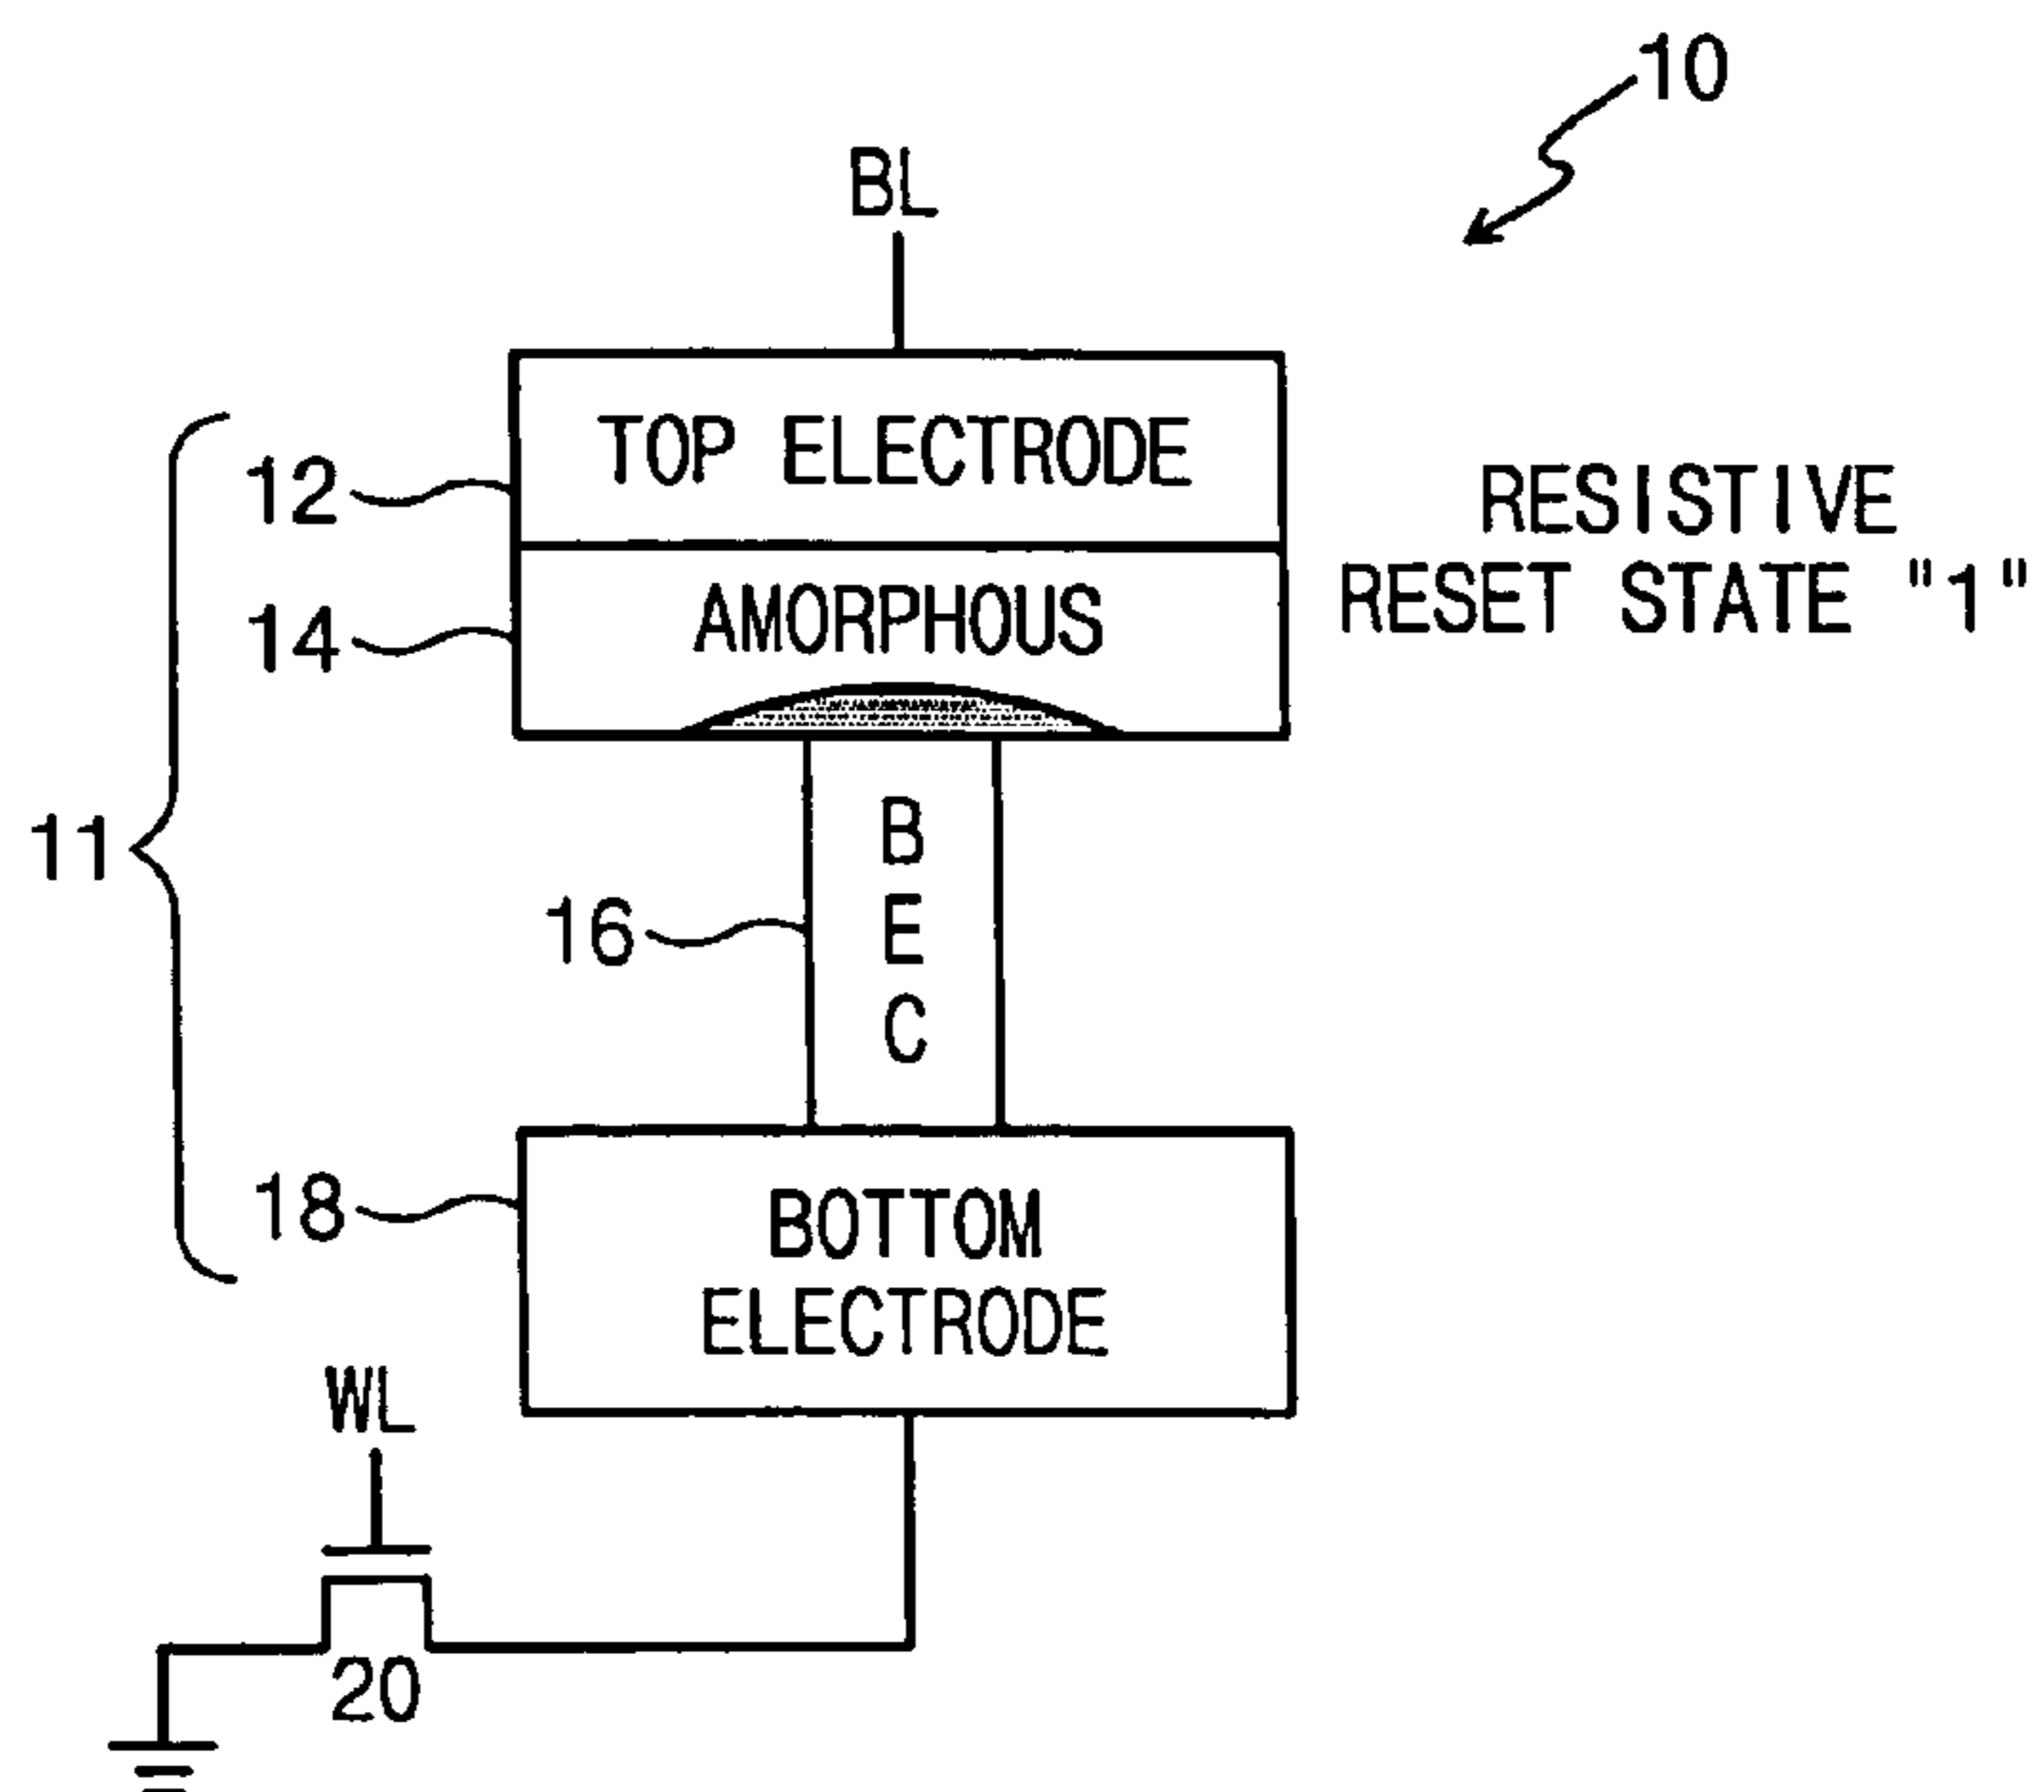 10
BL
TOP ELECTRODE
12
RESISTIVE
RESET STATE "1"
AMORPHOUS
14
11
B
E
C
16
18
BOTTOM
ELECTRODE
WL
20